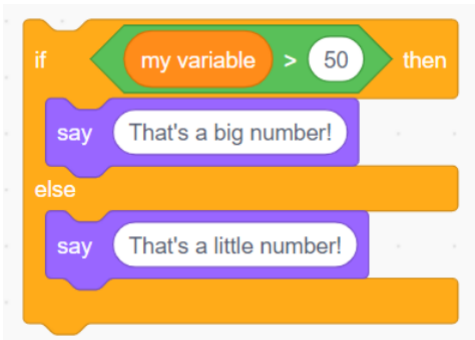 if my variable > 50 then
say That's a big number!
else
say That's a little number!